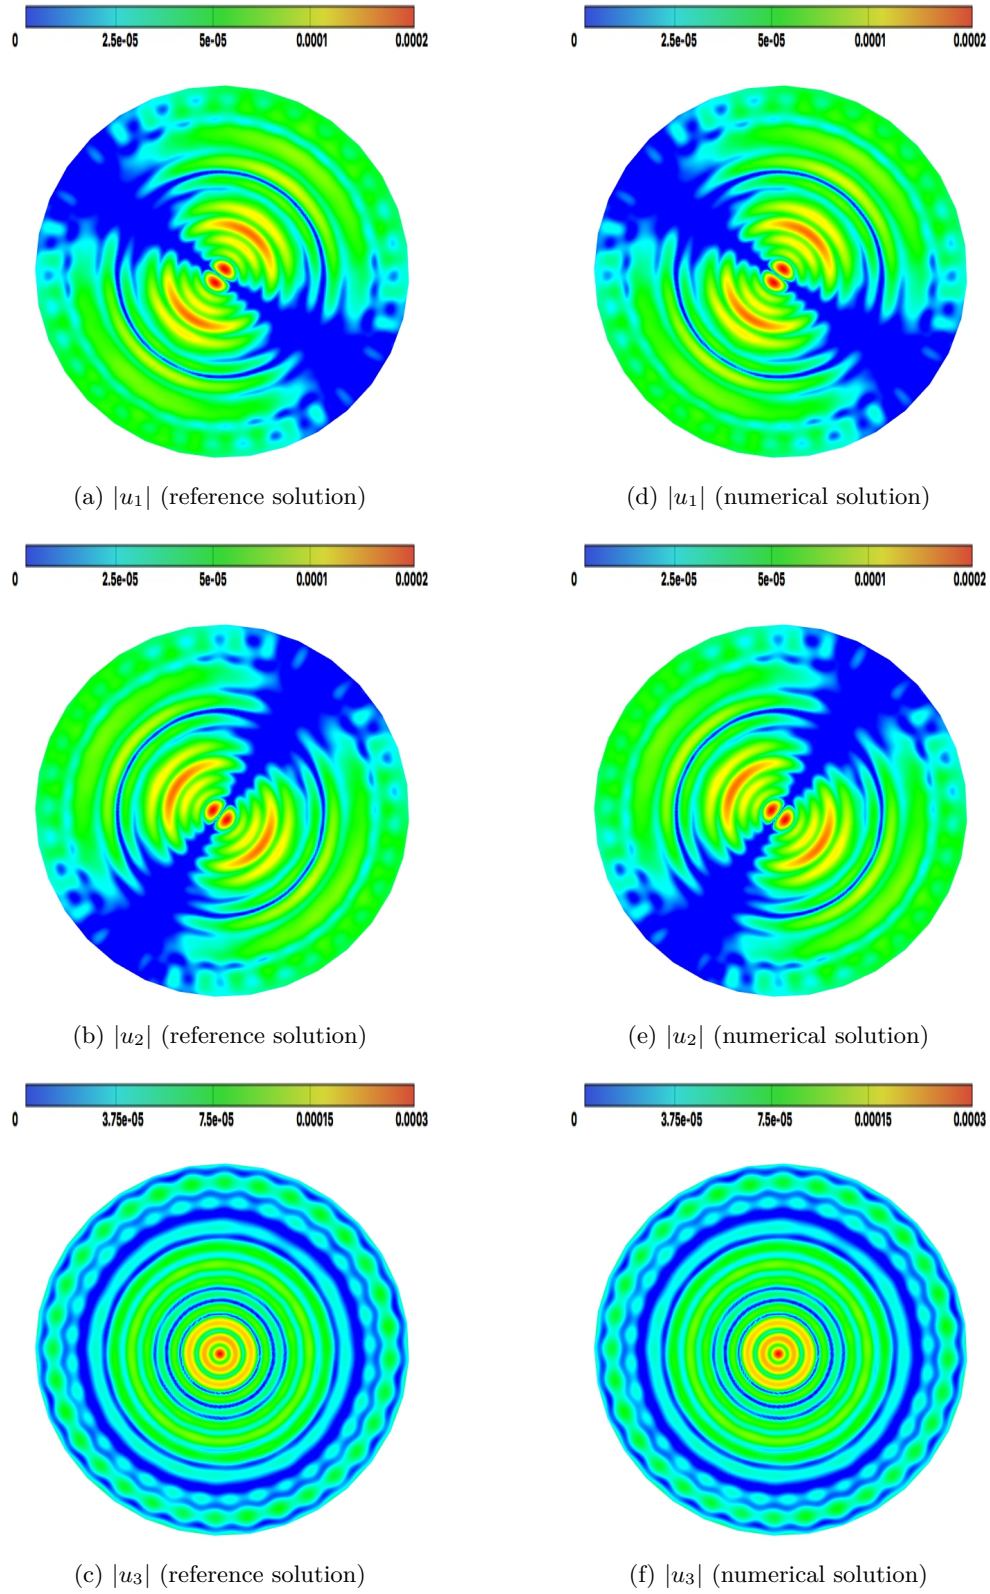 0 2.5e-05 5e-05 0.0001 0.0002
0 2.5e-05 5e-05 0.0001 0.0002
(a) |u₁| (reference solution)
(d) |u₁| (numerical solution)
0 2.5e-05 5e-05 0.0001 0.0002
0 2.5e-05 5e-05 0.0001 0.0002
(b) |u₂| (reference solution)
(e) |u₂| (numerical solution)
0 3.75e-05 7.5e-05 0.00015 0.0003
0 3.75e-05 7.5e-05 0.00015 0.0003
(c) |u₃| (reference solution)
(f) |u₃| (numerical solution)